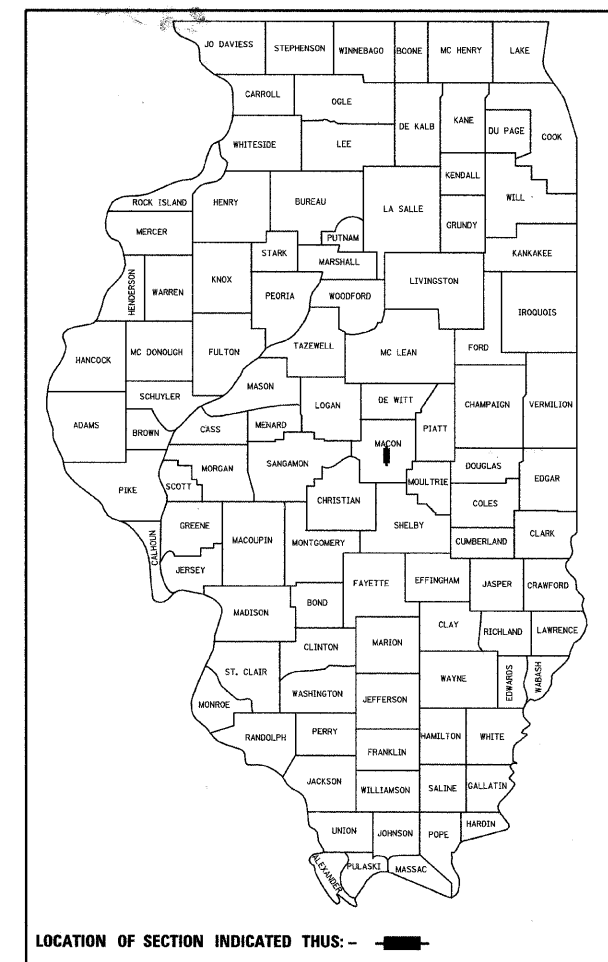 JO DAVIESS STEPHENSON WINNEBAGO BOONE MC HENRY LAKE
CARROLL OGLE DE KALB KANE DU PAGE COOK
WHITESIDE LEE
KENDALL WILL
ROCK ISLAND HENRY BUREAU LA SALLE GRUNDY
MERCER PUTNAM
STARK MARSHALL KANKAKEE
HENDERSON WARREN KNOX PEORIA WOODFORD LIVINGSTON IROQUOIS
HANCOCK MC DONOUGH FULTON TAZEWELL MC LEAN FORD
MASON
SCHUYLER LOGAN DE WITT CHAMPAIGN VERMILION
ADAMS BROWN CASS MENARD MACON PIATT
PIKE SCOTT MORGAN SANGAMON MOULTRIE DOUGLAS EDGAR
CHRISTIAN COLES
GREENE MACOUPIN MONTGOMERY SHELBY CUMBERLAND CLARK
CALHOUN JERSEY
FAYETTE EFFINGHAM JASPER CRAWFORD
MADISON BOND
CLAY RICHLAND LAWRENCE
CLINTON MARION
ST. CLAIR WAYNE EDWARDS WABASH
WASHINGTON JEFFERSON
MONROE
RANDOLPH PERRY HAMILTON WHITE
FRANKLIN
JACKSON WILLIAMSON SALINE GALLATIN
UNION JOHNSON POPE HARDIN
ALEXANDER PULASKI MASSAC
LOCATION OF SECTION INDICATED THUS: -